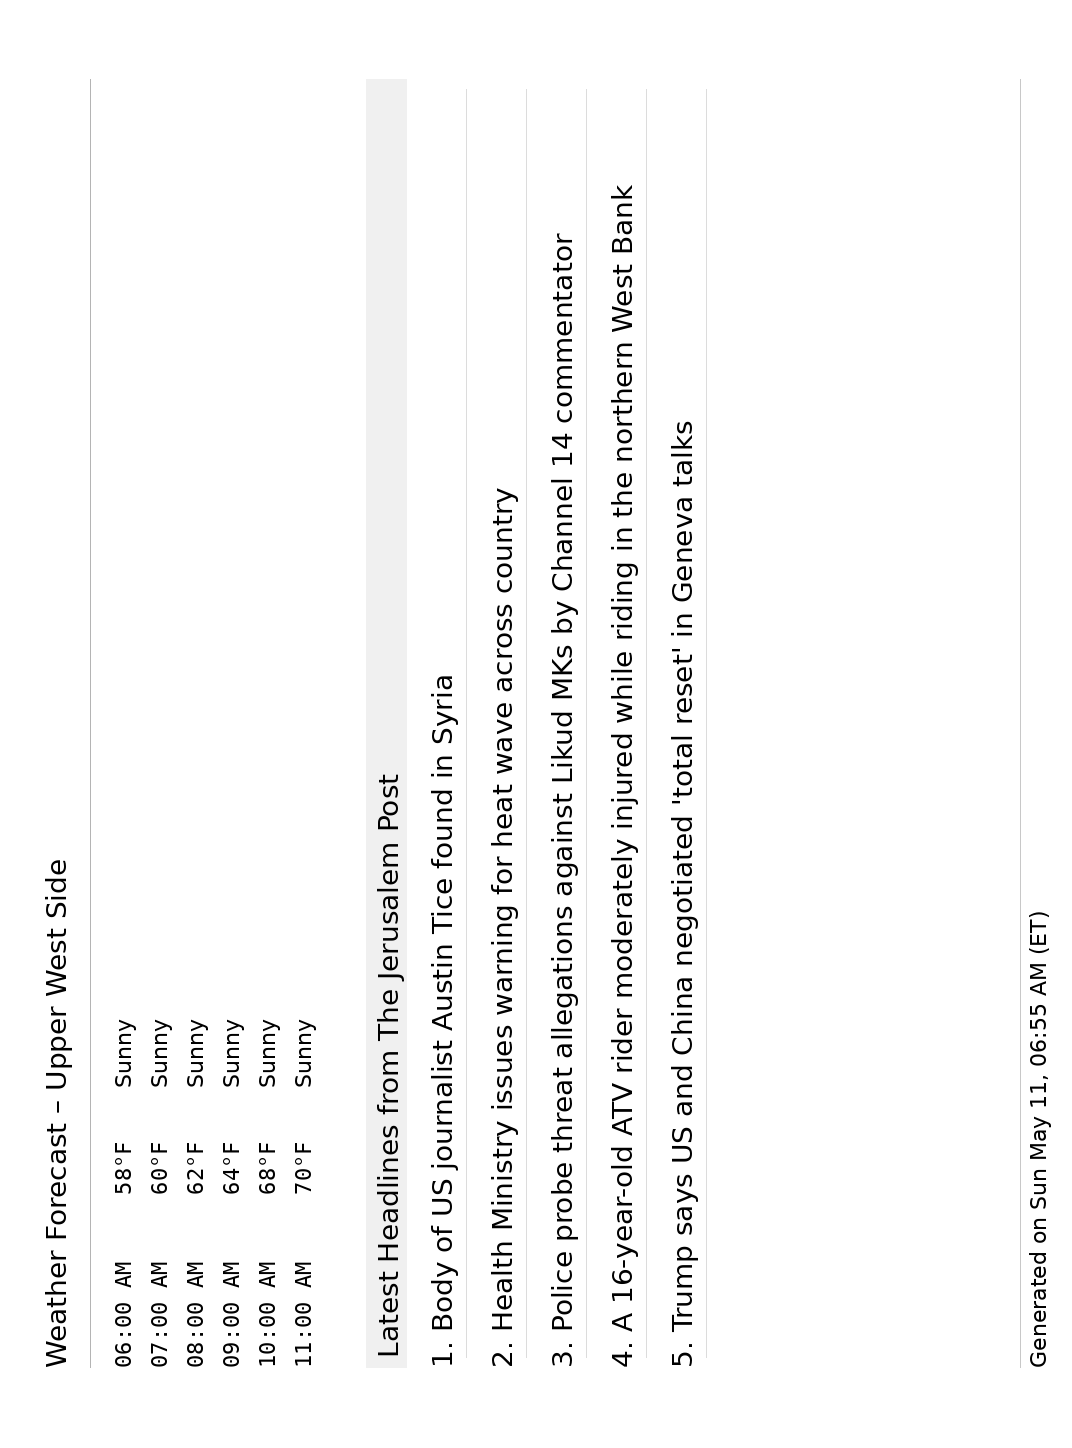 Weather Forecast – Upper West Side
06:00 AM 58°F Sunny
07:00 AM 60°F Sunny
08:00 AM 62°F Sunny
09:00 AM 64°F Sunny
10:00 AM 68°F Sunny
11:00 AM 70°F Sunny
Latest Headlines from The Jerusalem Post
1. Body of US journalist Austin Tice found in Syria
2. Health Ministry issues warning for heat wave across country
3. Police probe threat allegations against Likud MKs by Channel 14 commentator
4. A 16-year-old ATV rider moderately injured while riding in the northern West Bank
5. Trump says US and China negotiated 'total reset' in Geneva talks
Generated on Sun May 11, 06:55 AM (ET)